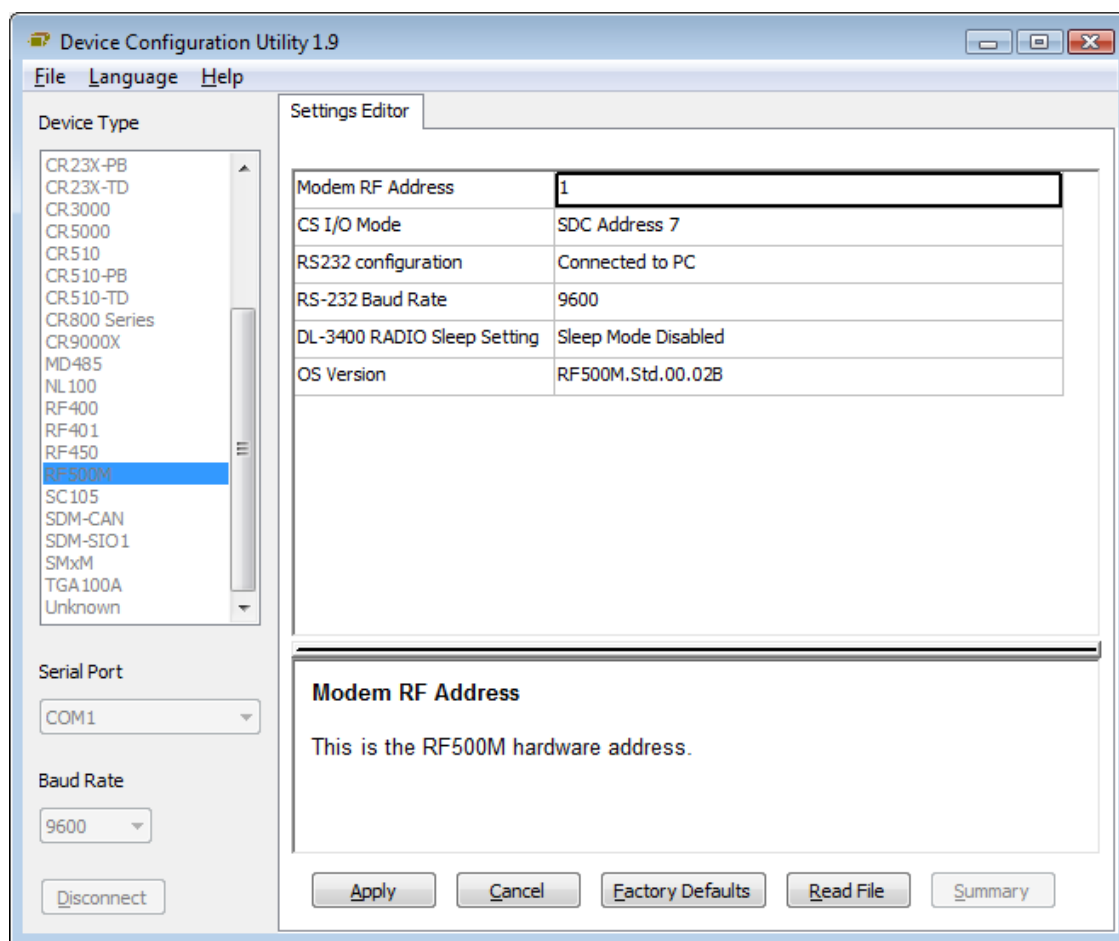 Device Configuration Utility 1.9
File Language Help
Device Type
CR23X-PB
CR23X-TD
CR3000
CR5000
CR510
CR510-PB
CR510-TD
CR800 Series
CR9000X
MD485
NL100
RF400
RF401
RF450
RF500M
SC105
SDM-CAN
SDM-SIO1
SMxM
TGA100A
Unknown
Serial Port
COM1
Baud Rate
9600
Disconnect
Settings Editor
Modem RF Address 1
CS I/O Mode SDC Address 7
RS232 configuration Connected to PC
RS-232 Baud Rate 9600
DL-3400 RADIO Sleep Setting Sleep Mode Disabled
OS Version RF500M.Std.00.02B
Modem RF Address
This is the RF500M hardware address.
Apply Cancel Factory Defaults Read File Summary